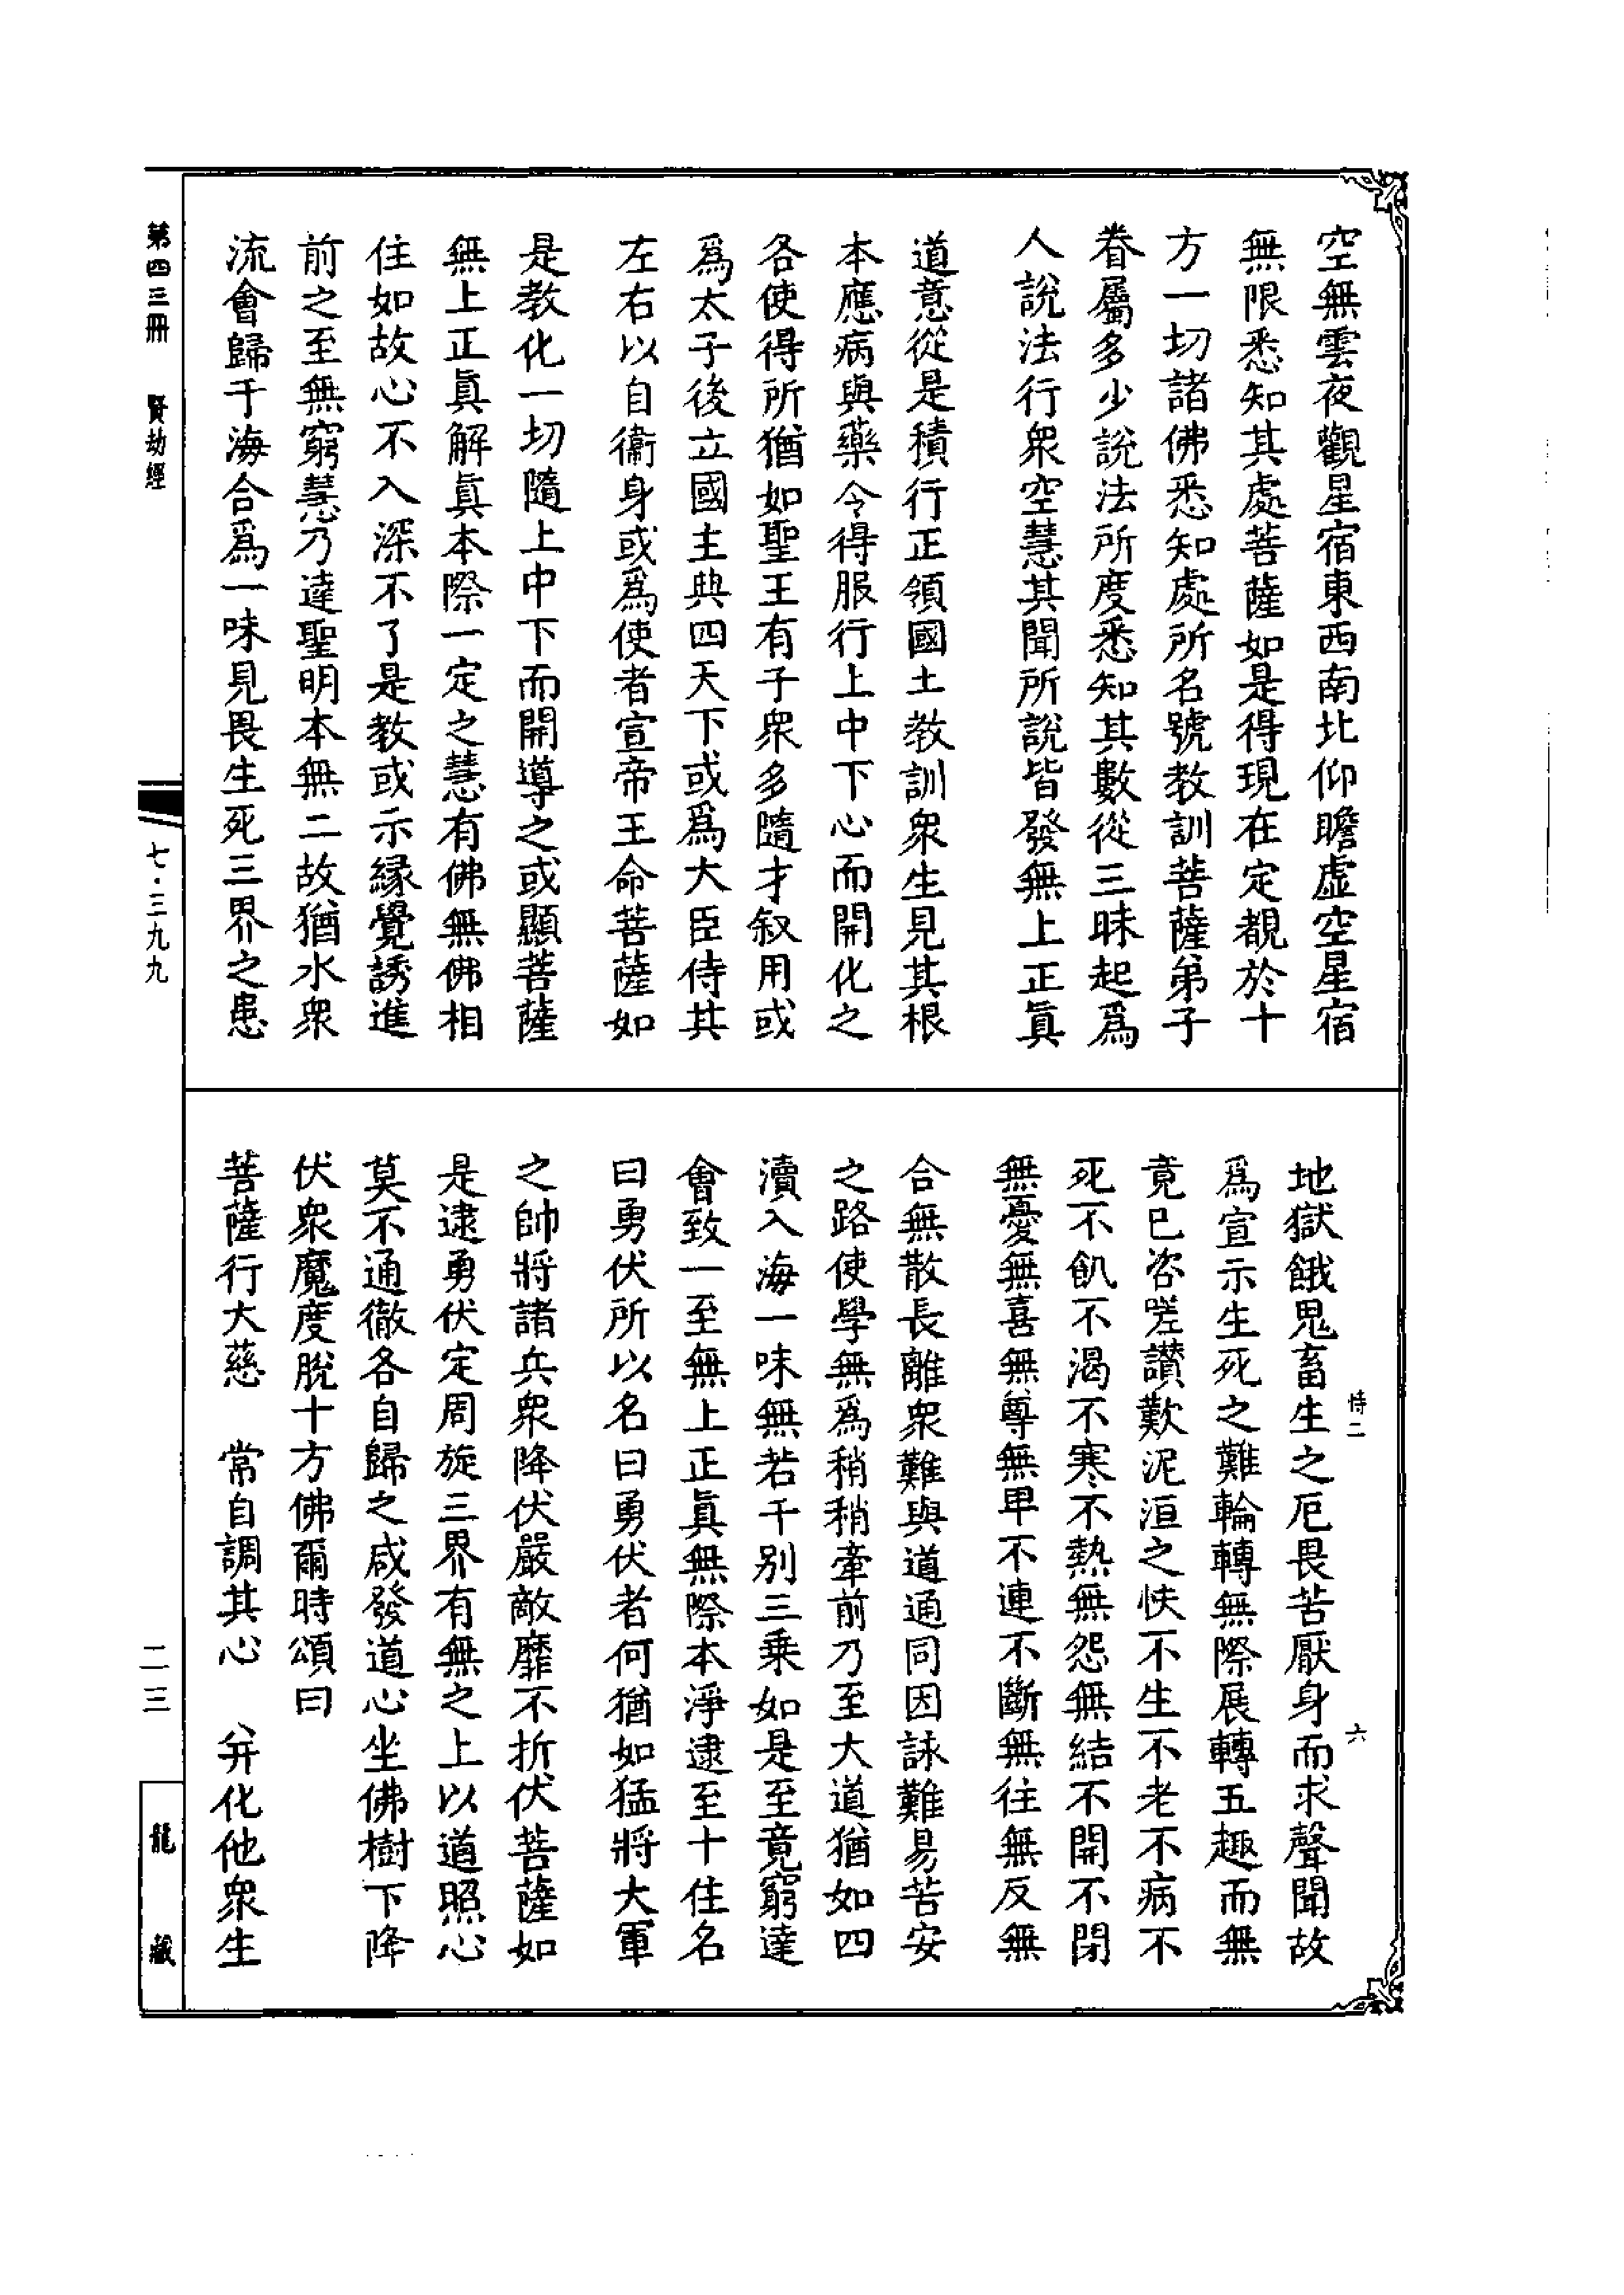 空無雲夜觀星宿東西南北仰瞻虛空星宿
無限悉知其處菩薩如是得現在定覩於十
方一切諸佛悉知處所名號教訓菩薩弟子
眷屬多少說法所度悉知其數從三昧起爲
人說法行衆空慧其聞所說皆發無上正眞
道意從是積行正領國土教訓衆生見其根
本應病與藥令得服行上中下心而開化之
各使得所猶如聖王有子衆多隨才叙用或
爲太子後立國主典四天下或爲大臣侍其
左右以自衞身或爲使者宣帝王命菩薩如
是教化一切隨上中下而開導之或顯菩薩
無上正眞解眞本際一定之慧有佛無佛相
住如故心不入深不了是教或示緣覺誘進
前之至無窮慧乃達聖明本無二故猶水衆
流會歸于海合爲一味見畏生死三界之患
地獄餓鬼畜生之厄畏苦厭身而求聲聞故
爲宣示生死之難輪轉無際展轉五趣而無
竟已咨嗟讚歎泥洹之快不生不老不病不
死不飢不渴不寒不熱無怨無結不開不閉
無憂無喜無尊無卑不連不斷無往無反無
合無散長離衆難與道通同因詠難易苦安
之路使學無爲稍稍牽前乃至大道猶如四
瀆入海一味無若干別三乘如是至竟窮達
會致一至無上正眞無際本淨逮至十住名
曰勇伏所以名曰勇伏者何猶如猛將大軍
之帥將諸兵衆降伏嚴敵靡不折伏菩薩如
是逮勇伏定周旋三界有無之上以道照心
莫不通徹各自歸之咸發道心坐佛樹下降
伏衆魔度脫十方佛爾時頌曰
菩薩行大慈　常自調其心　并化他衆生
恃二
六
第四三冊　賢劫經
七·三九九
二三
龍藏